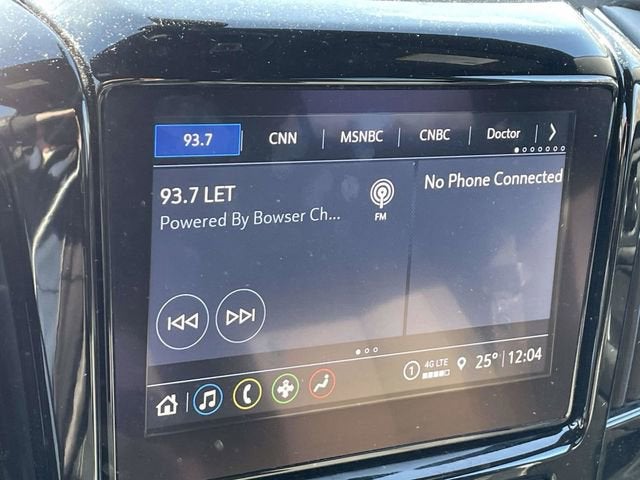 93.7 CNN MSNBC CNBC Doctor
93.7 LET
Powered By Bowser Ch...
FM
No Phone Connected
1 4G LTE 25° 12:04